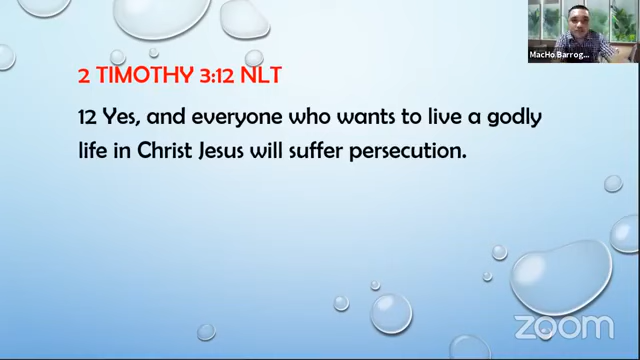 MacHo Barrog...
2 TIMOTHY 3:12 NLT
12 Yes, and everyone who wants to live a godly
life in Christ Jesus will suffer persecution.
zoom